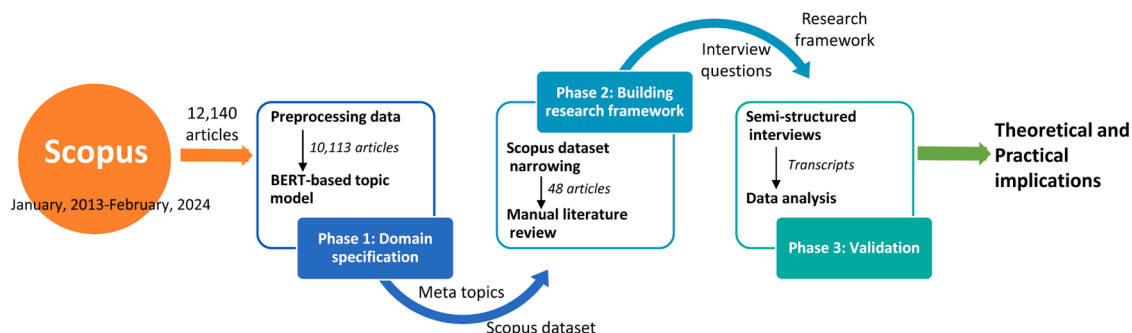 Scopus
January, 2013-February, 2024
12,140
articles
Preprocessing data
10,113 articles
BERT-based topic
model
Phase 1: Domain
specification
Meta topics
Scopus dataset
Phase 2: Building
research framework
Scopus dataset
narrowing
48 articles
Manual literature
review
Interview
questions
Research
framework
Semi-structured
interviews
Transcripts
Data analysis
Phase 3: Validation
Theoretical and
Practical
implications